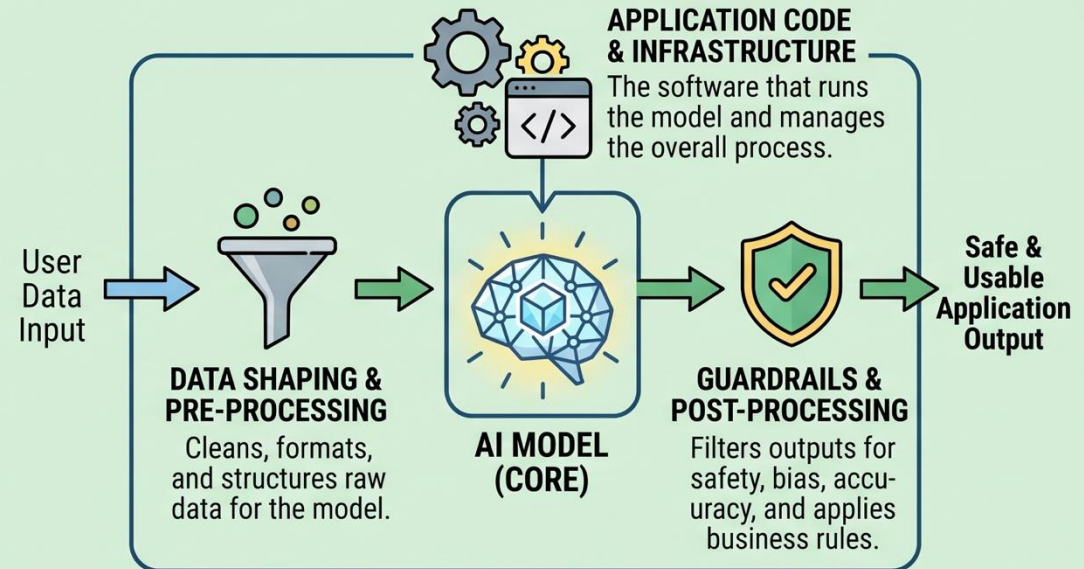 APPLICATION CODE
& INFRASTRUCTURE
The software that runs
the model and manages
the overall process.
</>
User
Data
Input
DATA SHAPING &
PRE-PROCESSING
Cleans, formats,
and structures raw
data for the model.
AI MODEL
(CORE)
GUARDRAILS &
POST-PROCESSING
Filters outputs for
safety, bias, accu-
uracy, and applies
business rules.
Safe &
Usable
Application
Output